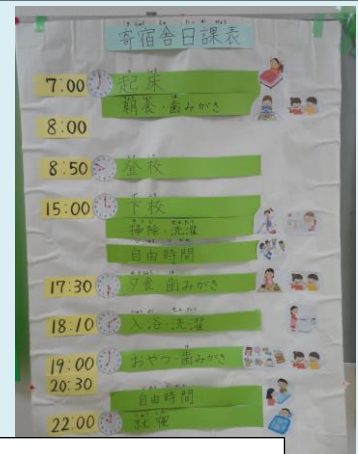 寄宿舎日課表
7:00 起床
朝食・歯みがき
8:00
8:50 登校
15:00 下校
掃除・洗濯
自由時間
17:30 夕食・歯みがき
18:10 入浴・洗濯
19:00 おやつ・歯みがき
20:30
自由時間
22:00 就寝